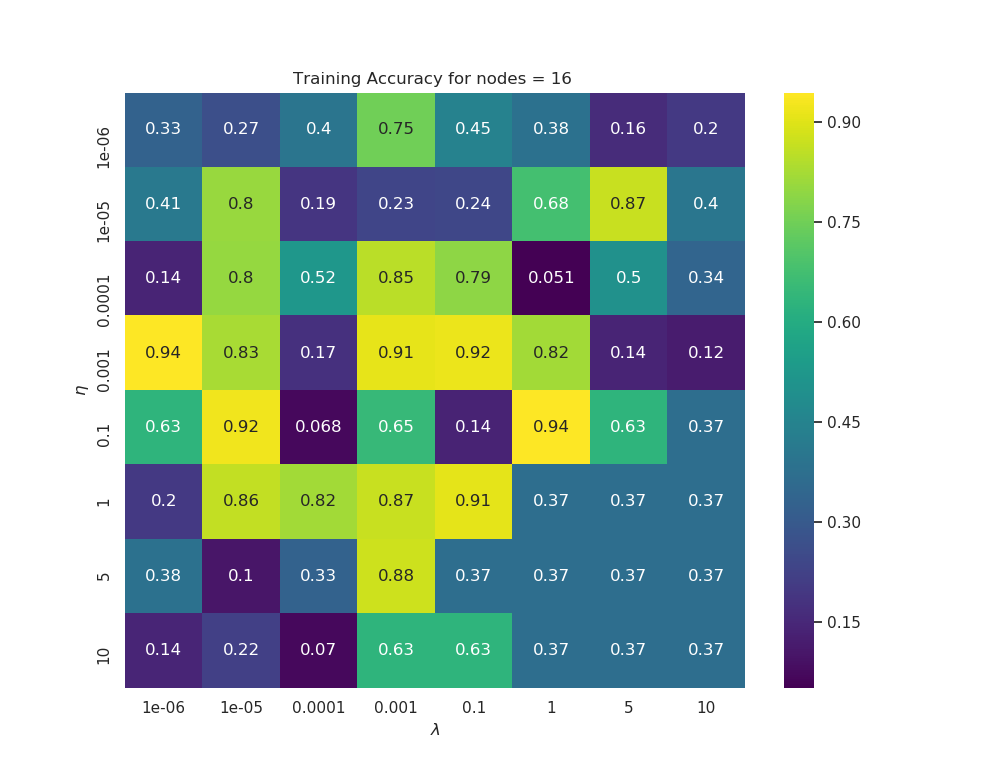 Training Accuracy for nodes = 16
1e-06 0.33 0.27 0.4 0.75 0.45 0.38 0.16 0.2
1e-05 0.41 0.8 0.19 0.23 0.24 0.68 0.87 0.4
0.0001 0.14 0.8 0.52 0.85 0.79 0.051 0.5 0.34
0.001 0.94 0.83 0.17 0.91 0.92 0.82 0.14 0.12
η
0.1 0.63 0.92 0.068 0.65 0.14 0.94 0.63 0.37
1 0.2 0.86 0.82 0.87 0.91 0.37 0.37 0.37
5 0.38 0.1 0.33 0.88 0.37 0.37 0.37 0.37
10 0.14 0.22 0.07 0.63 0.63 0.37 0.37 0.37
1e-06 1e-05 0.0001 0.001 0.1 1 5 10
λ
0.90
0.75
0.60
0.45
0.30
0.15